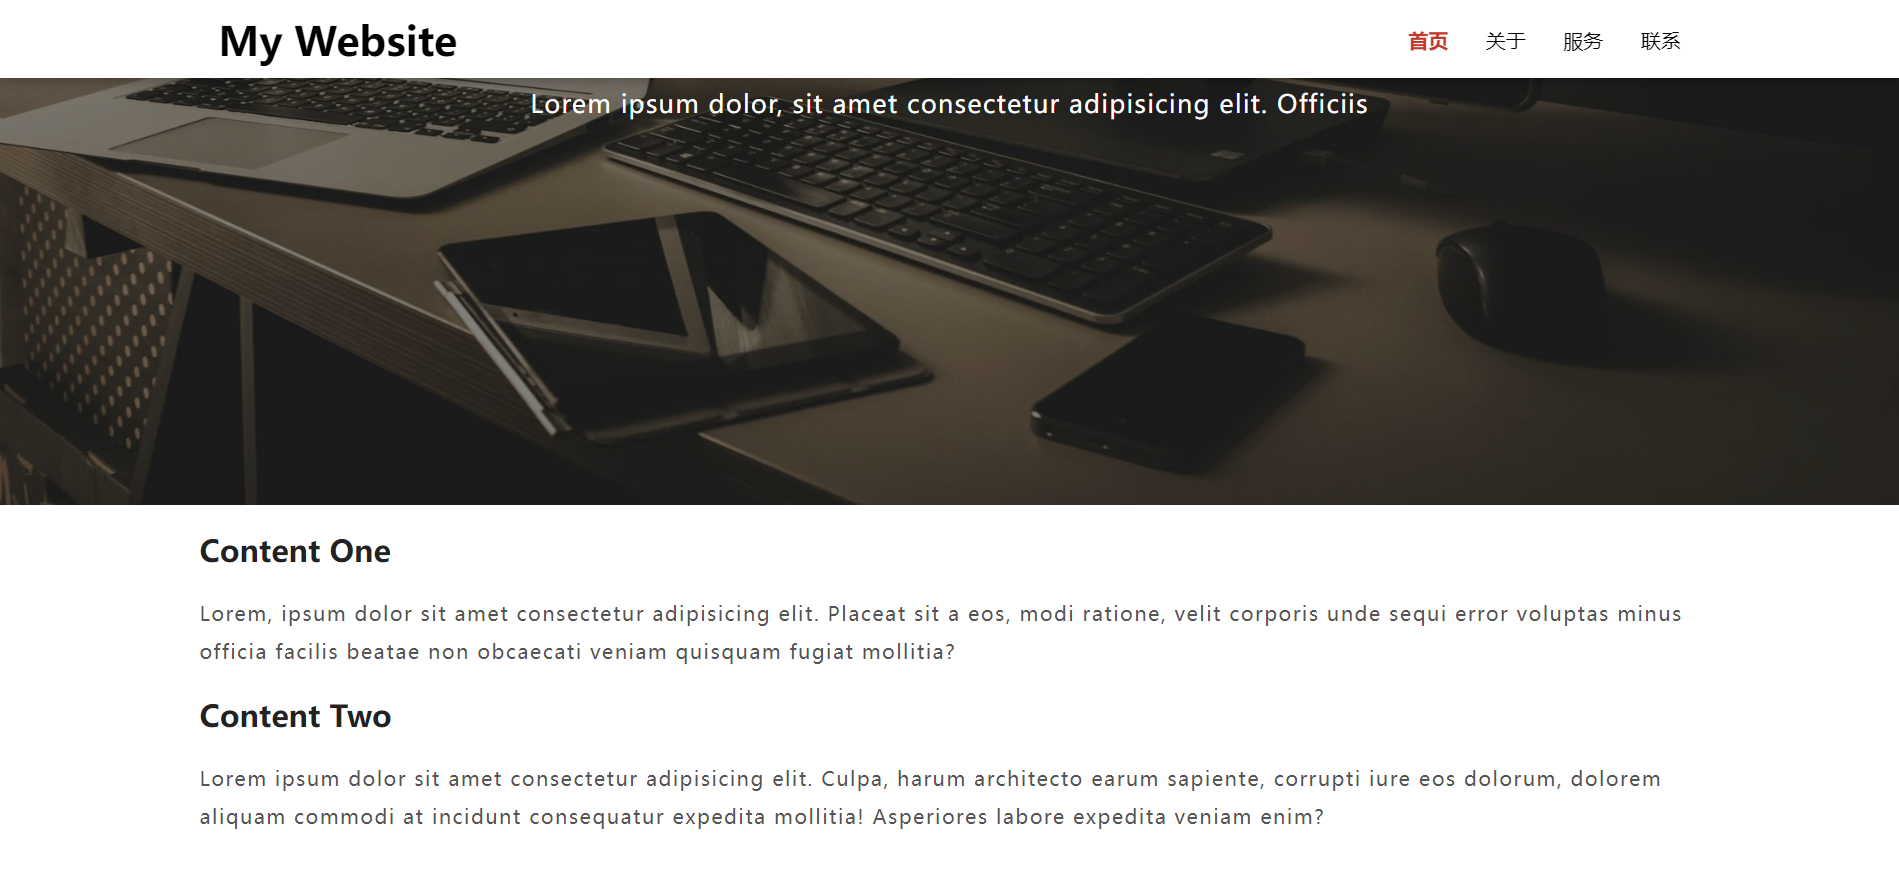 My Website
首页 关于 服务 联系
Lorem ipsum dolor, sit amet consectetur adipisicing elit. Officiis
Content One
Lorem, ipsum dolor sit amet consectetur adipisicing elit. Placeat sit a eos, modi ratione, velit corporis unde sequi error voluptas minus
officia facilis beatae non obcaecati veniam quisquam fugiat mollitia?
Content Two
Lorem ipsum dolor sit amet consectetur adipisicing elit. Culpa, harum architecto earum sapiente, corrupti iure eos dolorum, dolorem
aliquam commodi at incidunt consequatur expedita mollitia! Asperiores labore expedita veniam enim?